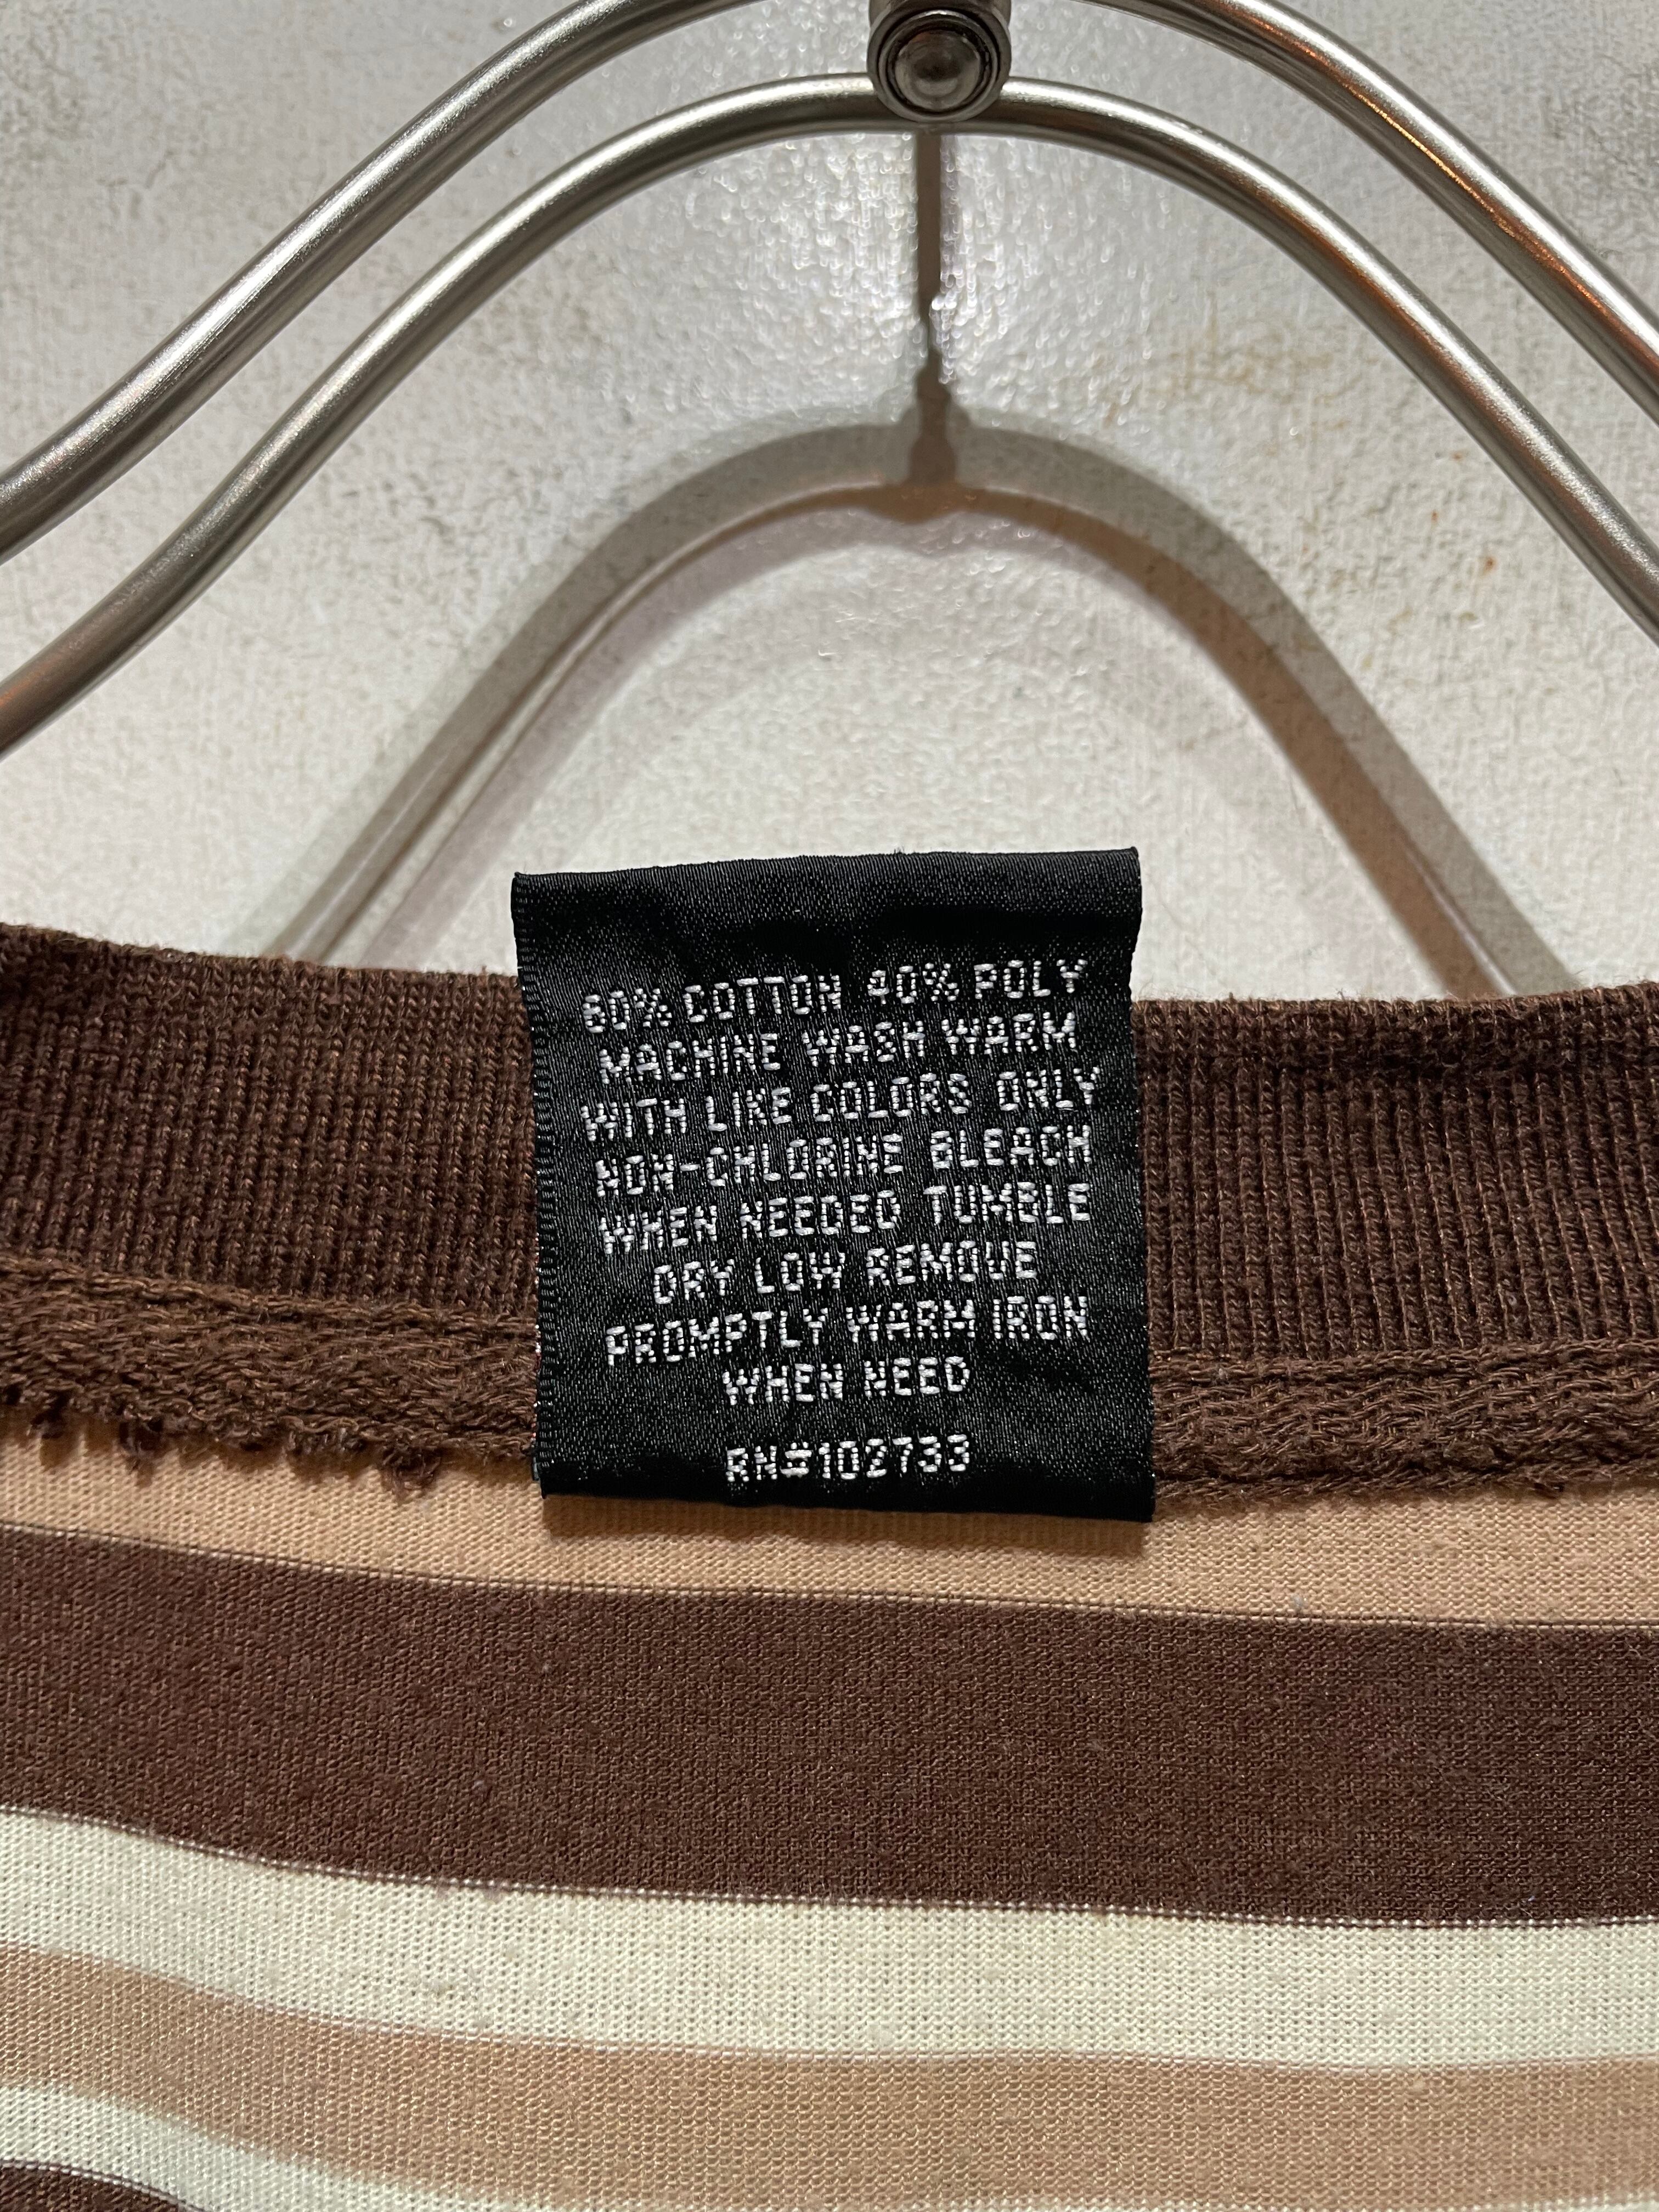 60% COTTON 40% POLY
MACHINE WASH WARM
WITH LIKE COLORS ONLY
NON-CHLORINE BLEACH
WHEN NEEDED TUMBLE
DRY LOW REMOVE
PROMPTLY WARM IRON
WHEN NEED
RN#102733